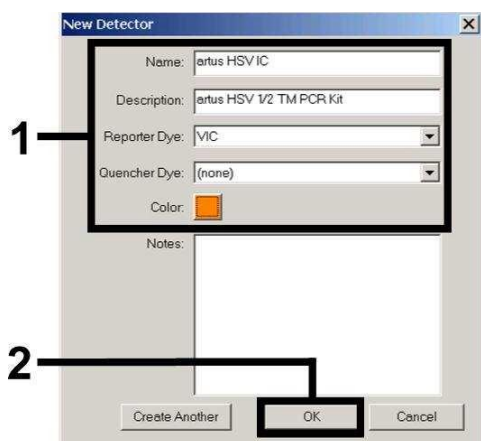 New Detector
Name: artus HSV IC
Description: artus HSV 1/2 TM PCR Kit
1
Reporter Dye: VIC
Quencher Dye: (none)
Color:
Notes:
2
Create Another OK Cancel